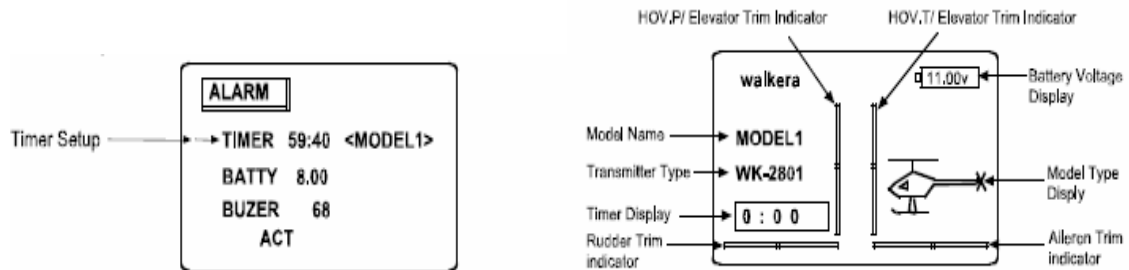 ALARM
Timer Setup
TIMER 59:40 <MODEL1>
BATTY 8.00
BUZER 68
ACT
HOV.P/ Elevator Trim Indicator
HOV.T/ Elevator Trim Indicator
walkera
11.00v
Battery Voltage
Display
Model Name
MODEL1
Transmitter Type
WK-2801
Model Type
Disply
Timer Display
0 : 0 0
Rudder Trim
indicator
Aileron Trim
indicator